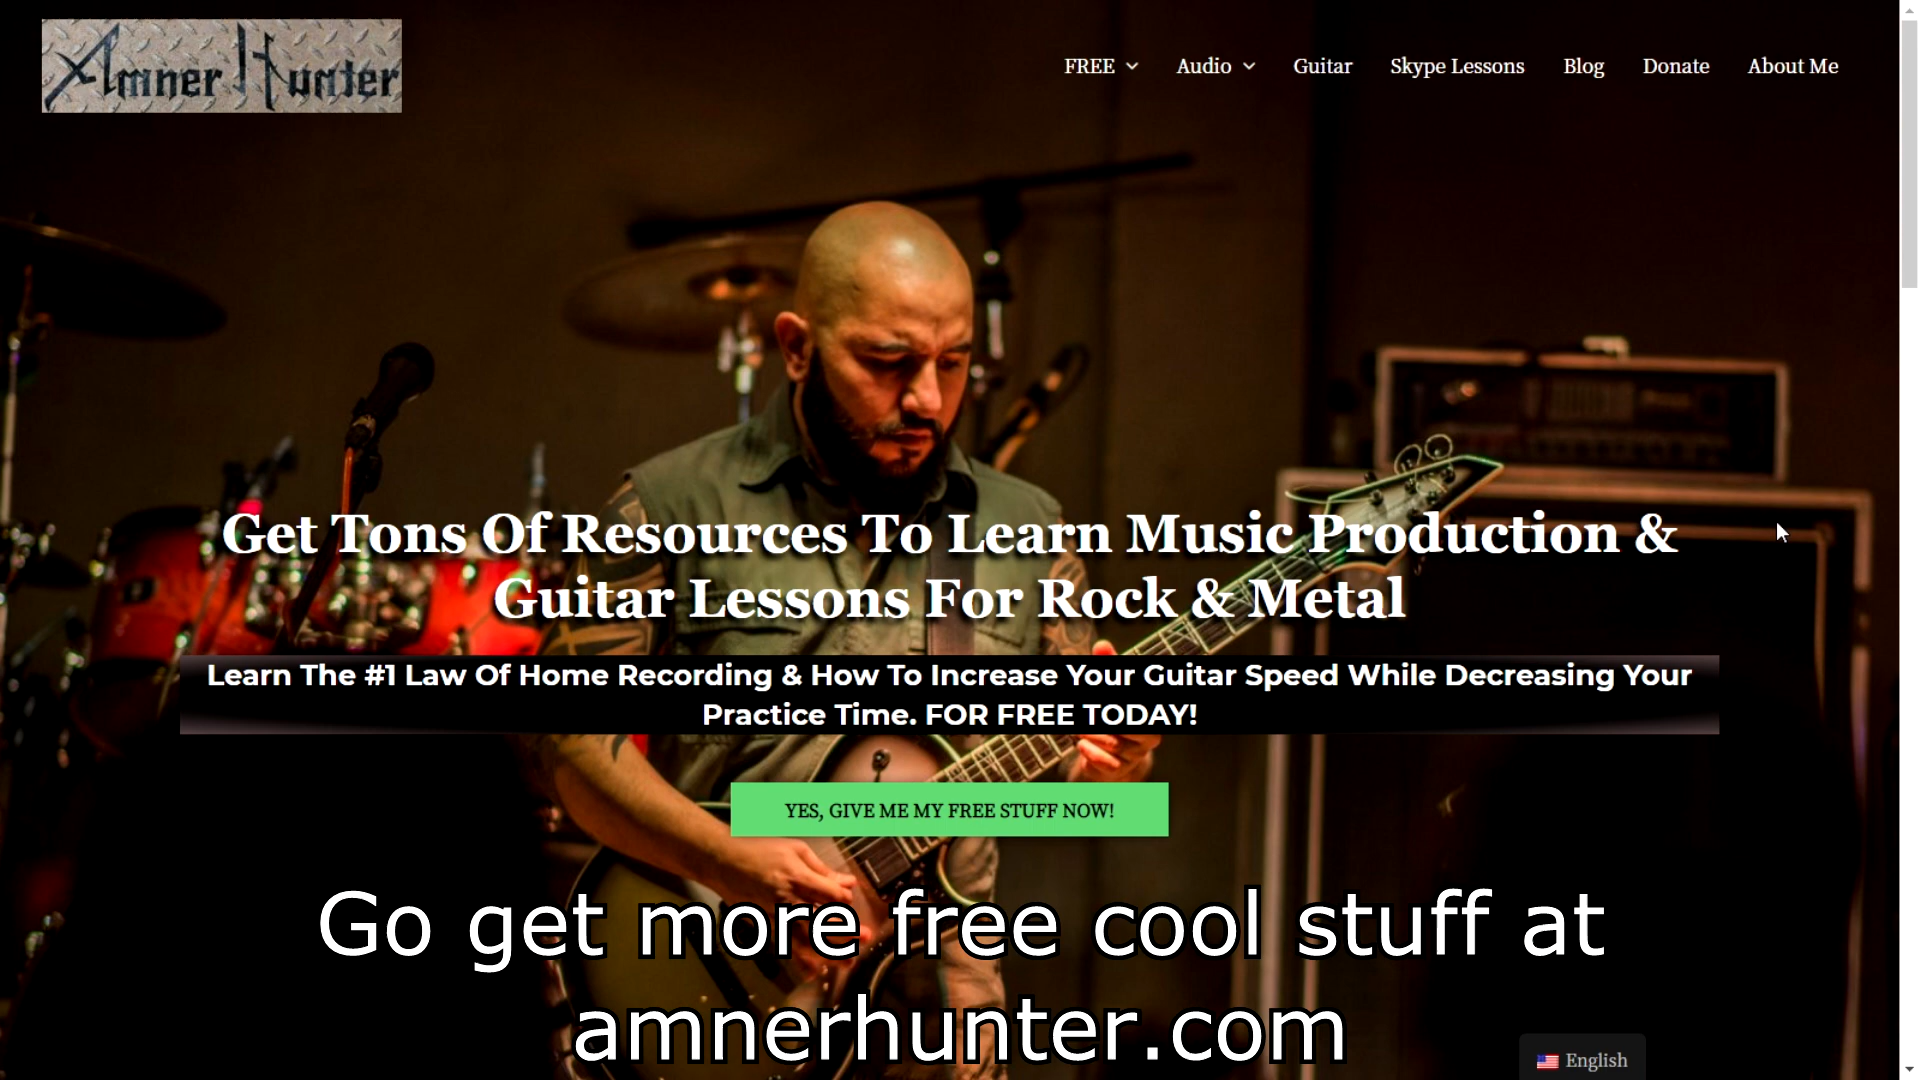 Amner Hunter
FREE Audio Guitar Skype Lessons Blog Donate About Me
Get Tons Of Resources To Learn Music Production &
Guitar Lessons For Rock & Metal
Learn The #1 Law Of Home Recording & How To Increase Your Guitar Speed While Decreasing Your
Practice Time. FOR FREE TODAY!
YES, GIVE ME MY FREE STUFF NOW!
Go get more free cool stuff at
amnerhunter.com
English